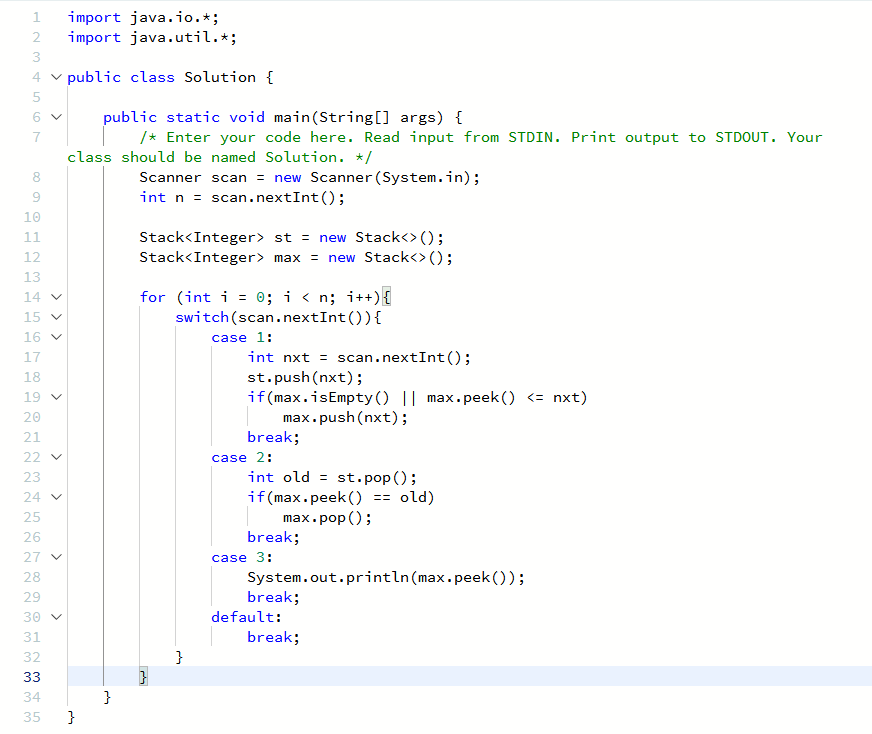 1 import java.io.*;
2 import java.util.*;
3
4 public class Solution {
5
6     public static void main(String[] args) {
7         /* Enter your code here. Read input from STDIN. Print output to STDOUT. Your
class should be named Solution. */
8         Scanner scan = new Scanner(System.in);
9         int n = scan.nextInt();
10
11         Stack<Integer> st = new Stack<>();
12         Stack<Integer> max = new Stack<>();
13
14         for (int i = 0; i < n; i++){
15             switch(scan.nextInt()){
16                 case 1:
17                     int nxt = scan.nextInt();
18                     st.push(nxt);
19                     if(max.isEmpty() || max.peek() <= nxt)
20                         max.push(nxt);
21                     break;
22                 case 2:
23                     int old = st.pop();
24                     if(max.peek() == old)
25                         max.pop();
26                     break;
27                 case 3:
28                     System.out.println(max.peek());
29                     break;
30                 default:
31                     break;
32             }
33         }
34     }
35 }